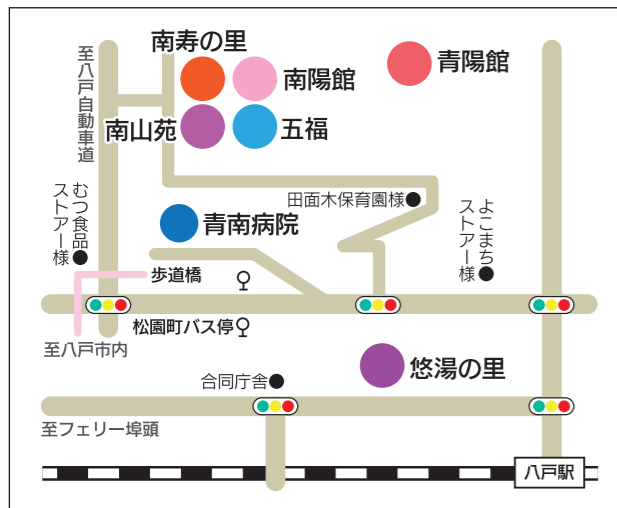 南寿の里
南陽館
青陽館
至八戸自動車道
南山苑
五福
むつ食品
ストアー様
田面木保育園様
よこまち
ストアー様
青南病院
歩道橋
松園町バス停
至八戸市内
悠湯の里
合同庁舎
至フェリー埠頭
八戸駅